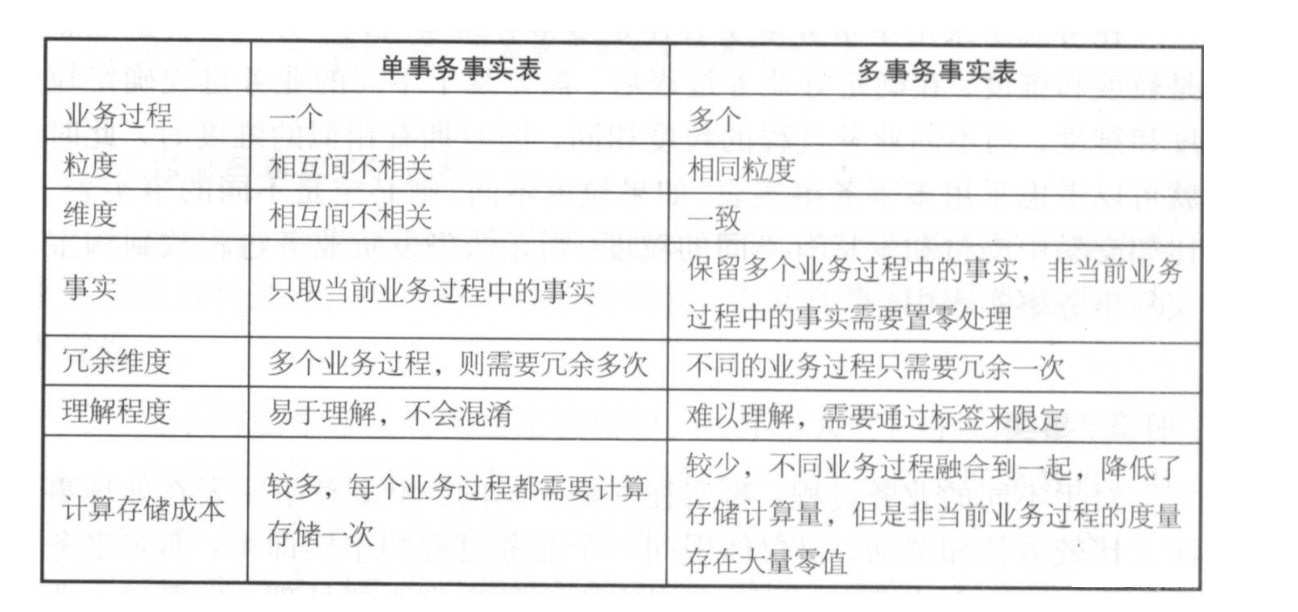 单事务事实表 多事务事实表
业务过程 一个 多个
粒度 相互间不相关 相同粒度
维度 相互间不相关 一致
事实 只取当前业务过程中的事实 保留多个业务过程中的事实，非当前业务
过程中的事实需要置零处理
冗余维度 多个业务过程，则需要冗余多次 不同的业务过程只需要冗余一次
理解程度 易于理解，不会混淆 难以理解，需要通过标签来限定
计算存储成本 较多，每个业务过程都需要计算
存储一次
较少，不同业务过程融合到一起，降低了
存储计算量，但是非当前业务过程的度量
存在大量零值